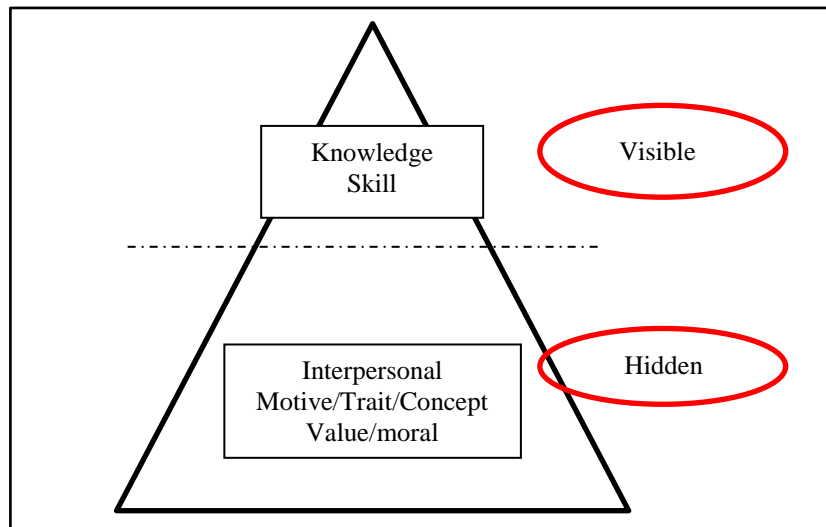 Knowledge
Skill
Visible
Interpersonal
Motive/Trait/Concept
Value/moral
Hidden